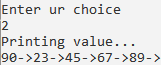 Enter ur choice
2
Printing value...
90->23->45->67->89->